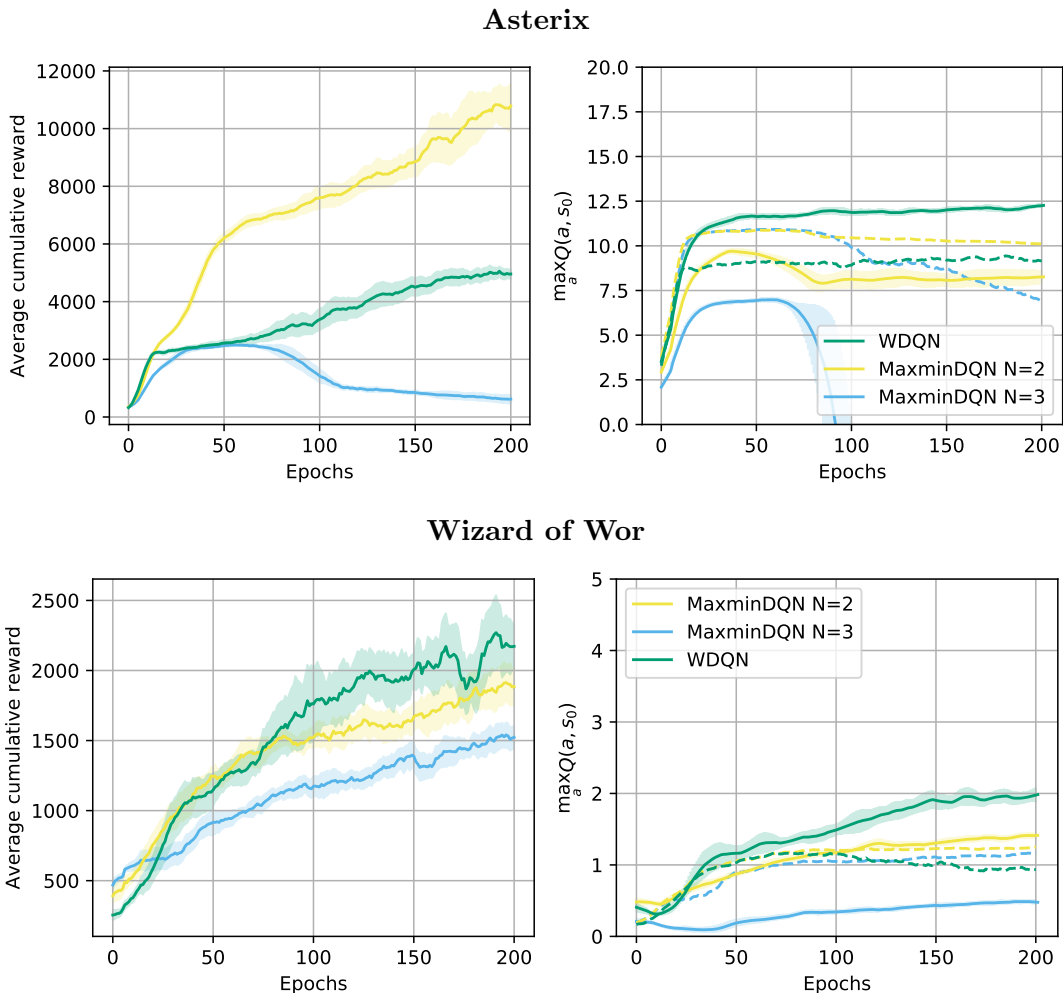 Asterix
12000
10000
8000
6000
4000
2000
0
Average cumulative reward
0 50 100 150 200
Epochs
20.0
17.5
15.0
12.5
10.0
7.5
5.0
2.5
0.0
max Q(a, s0)
a
WDQN
MaxminDQN N=2
MaxminDQN N=3
0 50 100 150 200
Epochs
Wizard of Wor
2500
2000
1500
1000
500
Average cumulative reward
0 50 100 150 200
Epochs
5
4
3
2
1
0
max Q(a, s0)
a
MaxminDQN N=2
MaxminDQN N=3
WDQN
0 50 100 150 200
Epochs